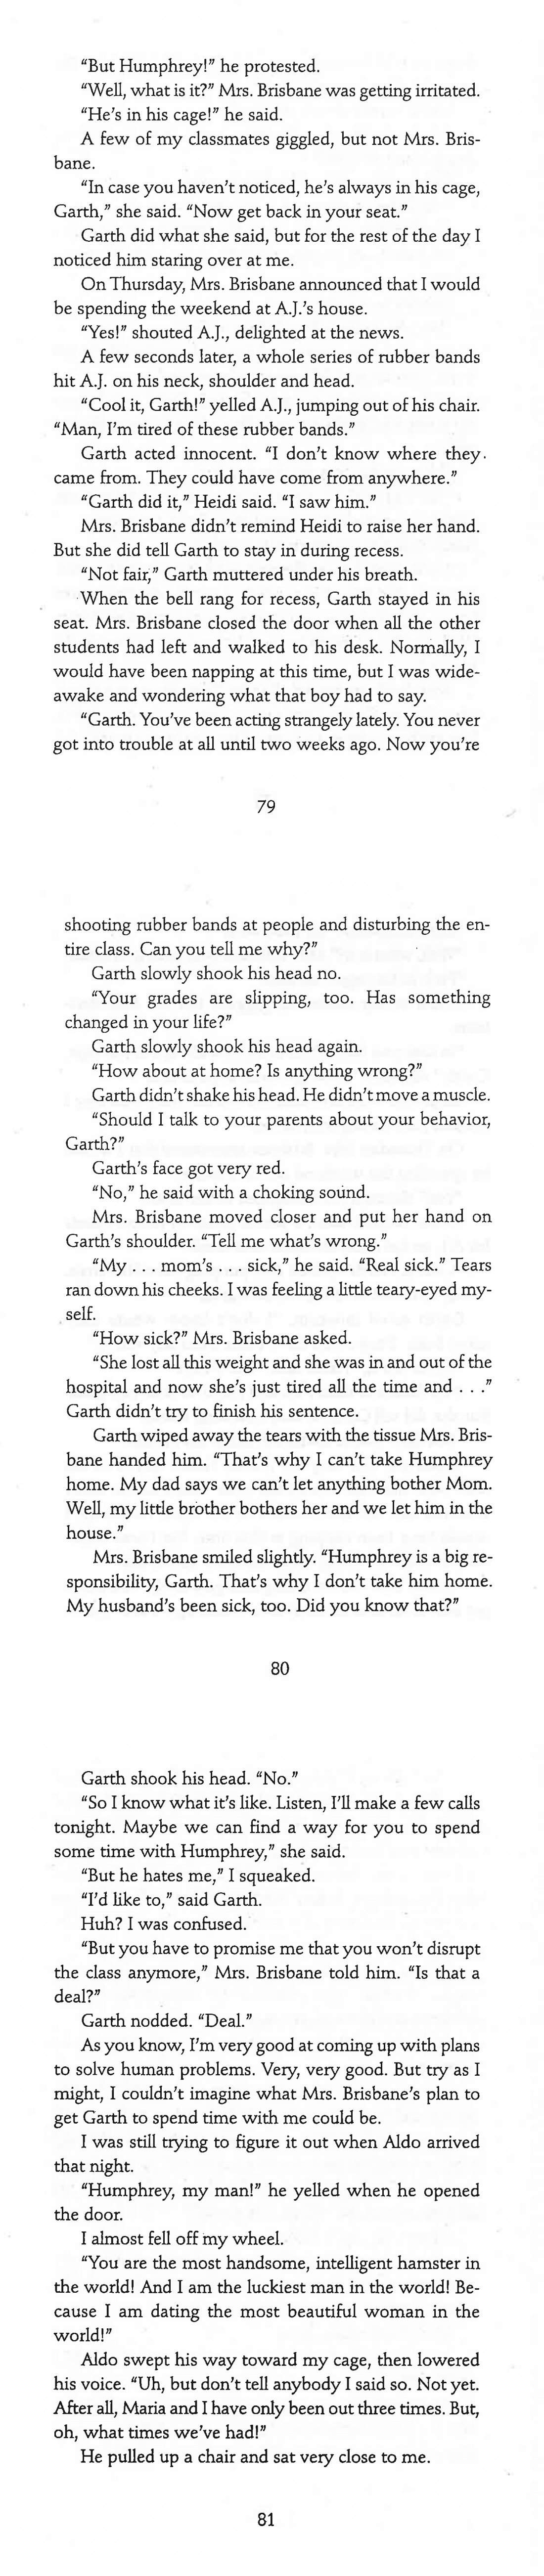 “But Humphrey!” he protested.
“Well, what is it?” Mrs. Brisbane was getting irritated.
“He’s in his cage!” he said.
A few of my classmates giggled, but not Mrs. Bris-
bane.
“In case you haven’t noticed, he’s always in his cage,
Garth,” she said. “Now get back in your seat.”
Garth did what she said, but for the rest of the day I
noticed him staring over at me.
On Thursday, Mrs. Brisbane announced that I would
be spending the weekend at A.J.’s house.
“Yes!” shouted A.J., delighted at the news.
A few seconds later, a whole series of rubber bands
hit A.J. on his neck, shoulder and head.
“Cool it, Garth!” yelled A.J., jumping out of his chair.
“Man, I’m tired of these rubber bands.”
Garth acted innocent. “I don’t know where they
came from. They could have come from anywhere.”
“Garth did it,” Heidi said. “I saw him.”
Mrs. Brisbane didn’t remind Heidi to raise her hand.
But she did tell Garth to stay in during recess.
“Not fair,” Garth muttered under his breath.
When the bell rang for recess, Garth stayed in his
seat. Mrs. Brisbane closed the door when all the other
students had left and walked to his desk. Normally, I
would have been napping at this time, but I was wide-
awake and wondering what that boy had to say.
“Garth. You’ve been acting strangely lately. You never
got into trouble at all until two weeks ago. Now you’re
79
shooting rubber bands at people and disturbing the en-
tire class. Can you tell me why?”
Garth slowly shook his head no.
“Your grades are slipping, too. Has something
changed in your life?”
Garth slowly shook his head again.
“How about at home? Is anything wrong?”
Garth didn’t shake his head. He didn’t move a muscle.
“Should I talk to your parents about your behavior,
Garth?”
Garth’s face got very red.
“No,” he said with a choking sound.
Mrs. Brisbane moved closer and put her hand on
Garth’s shoulder. “Tell me what’s wrong.”
“My . . . mom’s . . . sick,” he said. “Real sick.” Tears
ran down his cheeks. I was feeling a little teary-eyed my-
self.
“How sick?” Mrs. Brisbane asked.
“She lost all this weight and she was in and out of the
hospital and now she’s just tired all the time and . . .”
Garth didn’t try to finish his sentence.
Garth wiped away the tears with the tissue Mrs. Bris-
bane handed him. “That’s why I can’t take Humphrey
home. My dad says we can’t let anything bother Mom.
Well, my little brother bothers her and we let him in the
house.”
Mrs. Brisbane smiled slightly. “Humphrey is a big re-
sponsibility, Garth. That’s why I don’t take him home.
My husband’s been sick, too. Did you know that?”
80
Garth shook his head. “No.”
“So I know what it’s like. Listen, I’ll make a few calls
tonight. Maybe we can find a way for you to spend
some time with Humphrey,” she said.
“But he hates me,” I squeaked.
“I’d like to,” said Garth.
Huh? I was confused.
“But you have to promise me that you won’t disrupt
the class anymore,” Mrs. Brisbane told him. “Is that a
deal?”
Garth nodded. “Deal.”
As you know, I’m very good at coming up with plans
to solve human problems. Very, very good. But try as I
might, I couldn’t imagine what Mrs. Brisbane’s plan to
get Garth to spend time with me could be.
I was still trying to figure it out when Aldo arrived
that night.
“Humphrey, my man!” he yelled when he opened
the door.
I almost fell off my wheel.
“You are the most handsome, intelligent hamster in
the world! And I am the luckiest man in the world! Be-
cause I am dating the most beautiful woman in the
world!”
Aldo swept his way toward my cage, then lowered
his voice. “Uh, but don’t tell anybody I said so. Not yet.
After all, Maria and I have only been out three times. But,
oh, what times we’ve had!”
He pulled up a chair and sat very close to me.
81